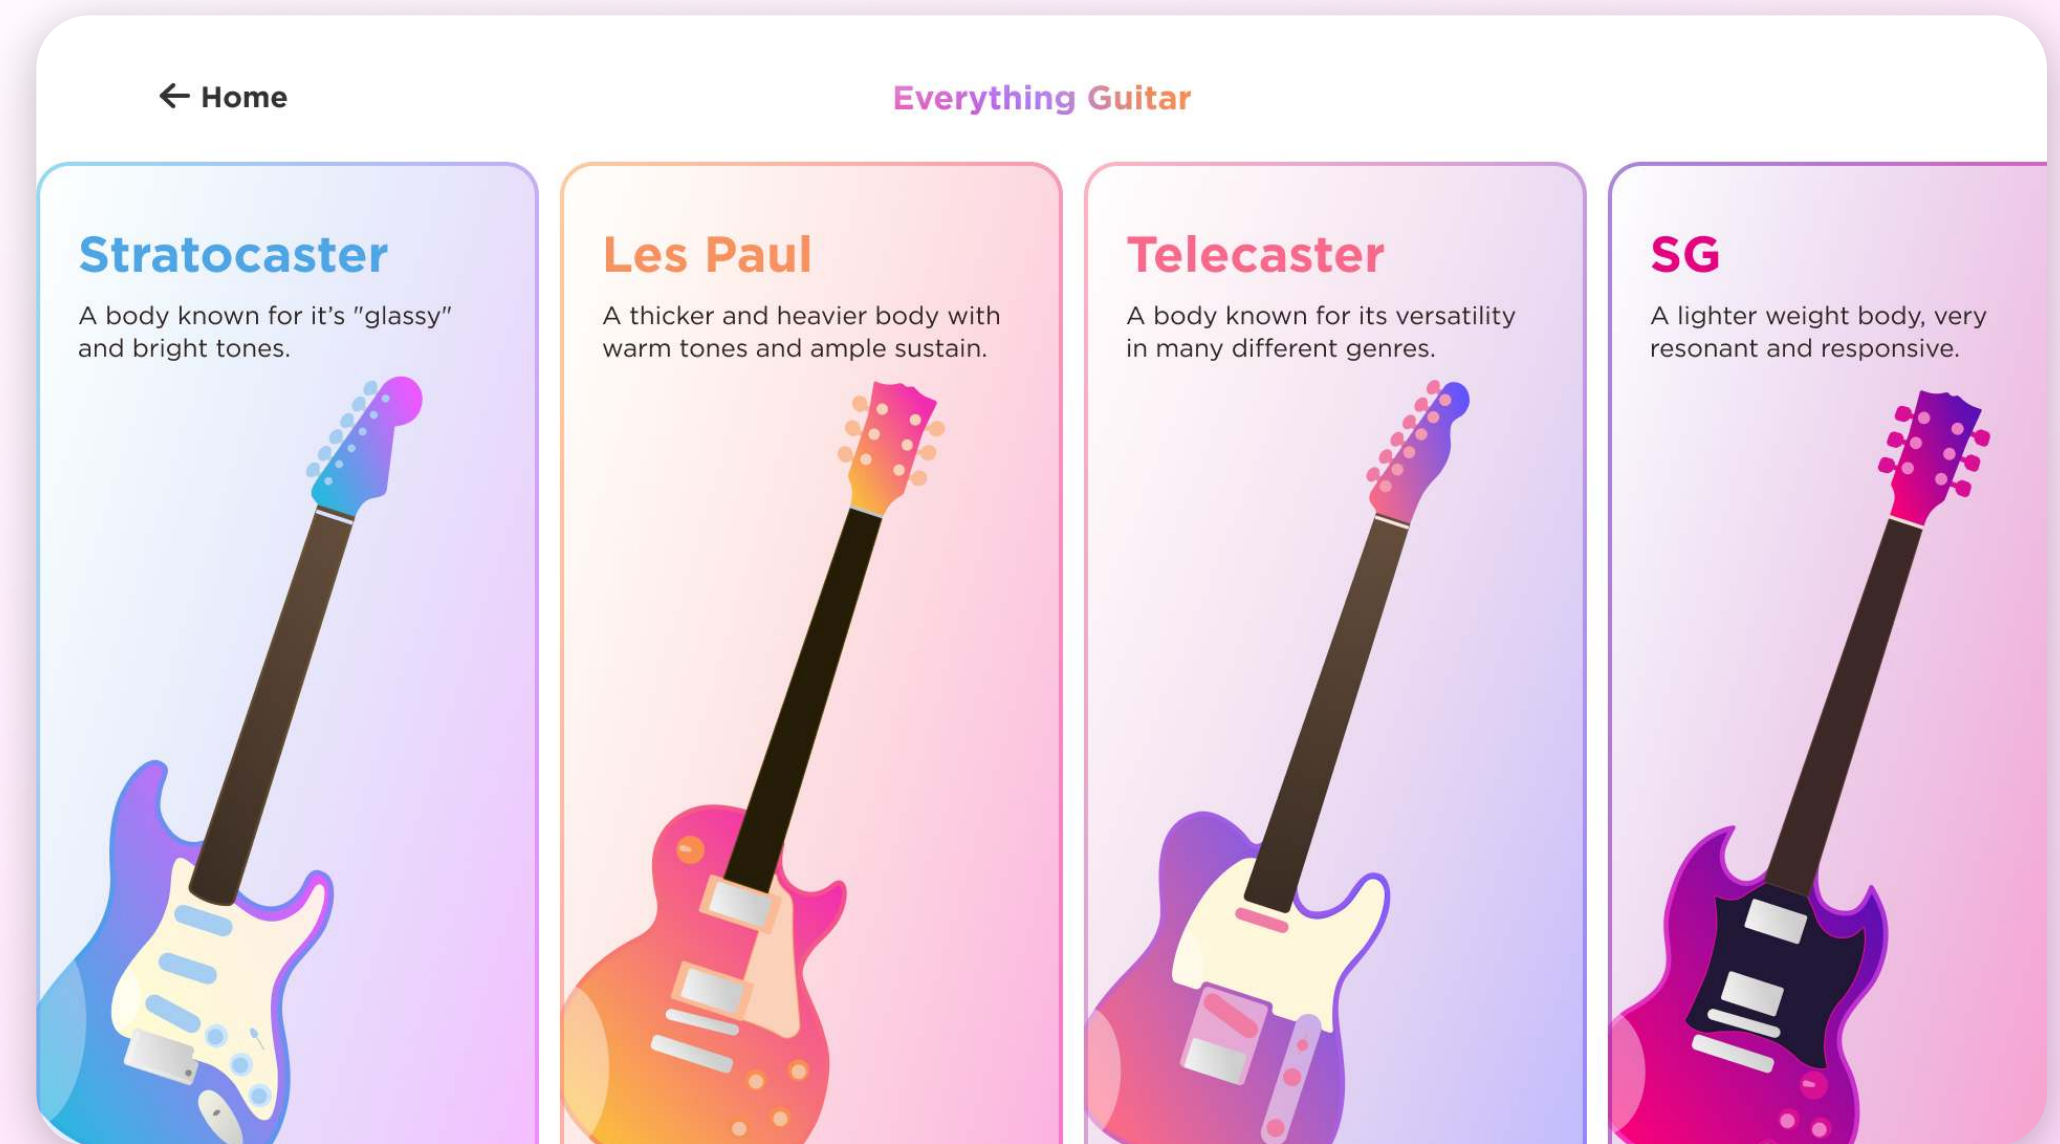 ← Home
Everything Guitar
Stratocaster
A body known for it’s "glassy"
and bright tones.
Les Paul
A thicker and heavier body with
warm tones and ample sustain.
Telecaster
A body known for its versatility
in many different genres.
SG
A lighter weight body, very
resonant and responsive.